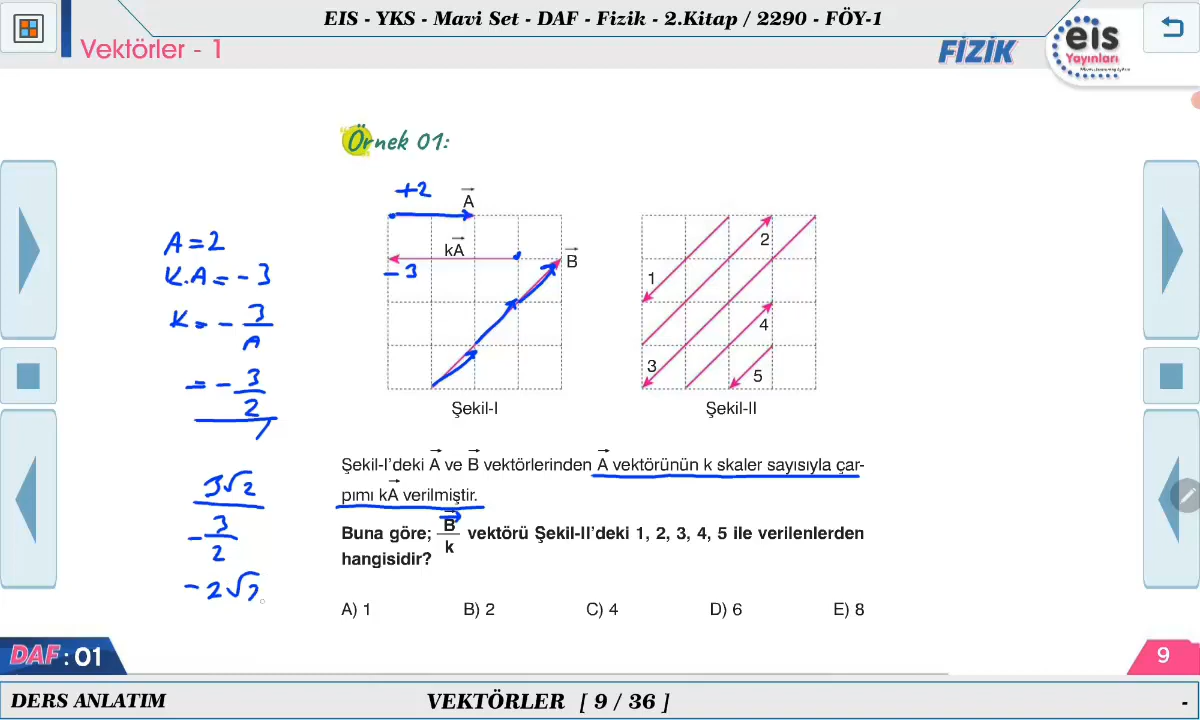 EIS - YKS - Mavi Set - DAF - Fizik - 2.Kitap / 2290 - FÖY-1
Vektörler - 1
FİZİK
eis
Yayınları
Örnek 01:
+2
A
kA
B
-3
Şekil-I
1
2
3
4
5
Şekil-II
A = 2
K.A = - 3
K = - 3/A
= - 3/2
3√2
- 3/2
- 2√2
Şekil-I'deki A ve B vektörlerinden A vektörünün k skaler sayısıyla çar-
pımı kA verilmiştir.
Buna göre; B/k vektörü Şekil-II'deki 1, 2, 3, 4, 5 ile verilenlerden
hangisidir?
A) 1 B) 2 C) 4 D) 6 E) 8
DAF : 01
9
DERS ANLATIM
VEKTÖRLER [ 9 / 36 ]
-